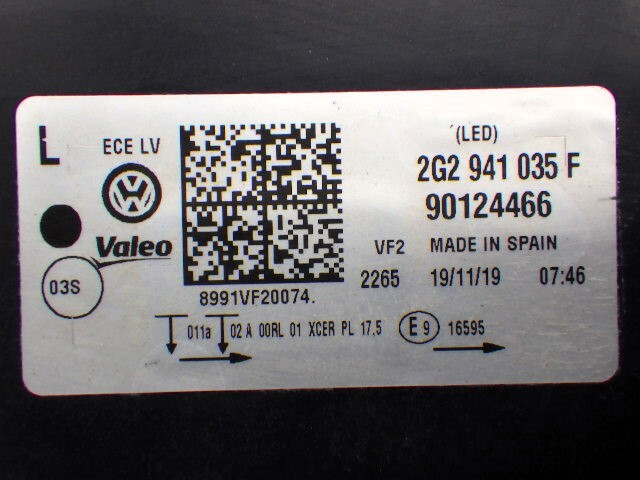 L
ECE LV
(LED)
2G2 941 035 F
90124466
Valeo
VF2 MADE IN SPAIN
03S
2265 19/11/19 07:46
8991VF20074.
011a 02 A 00RL 01 XCER PL 17.5 E9 16595